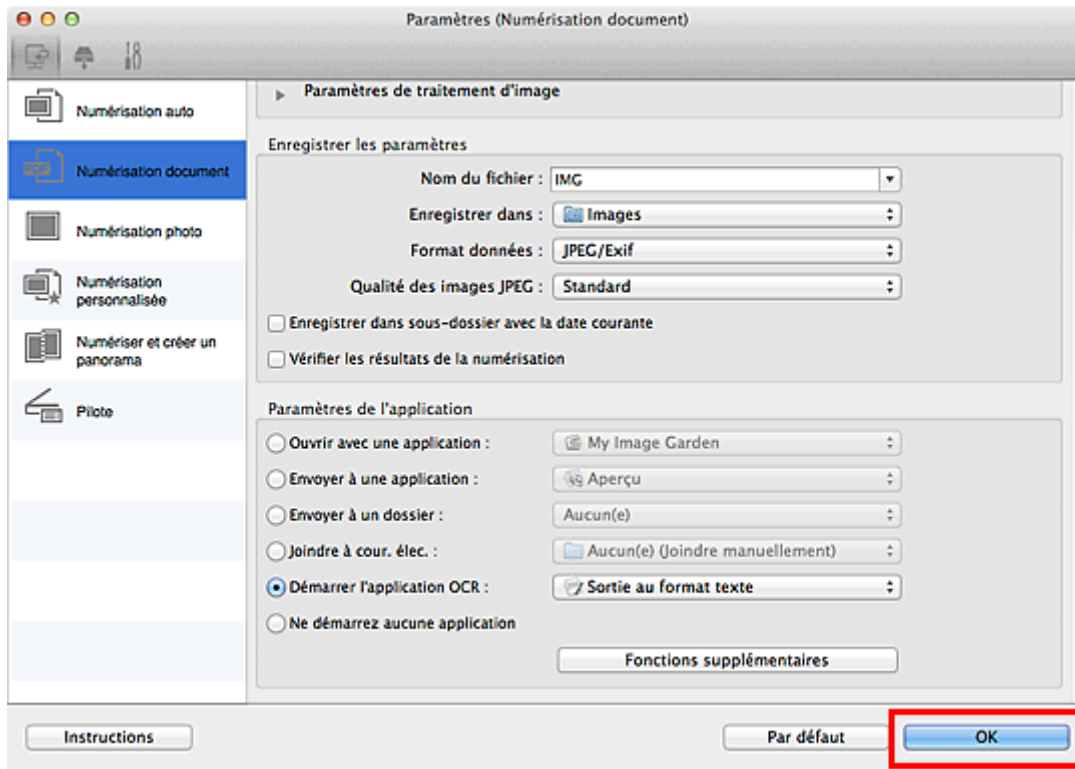 Paramètres (Numérisation document)
Numérisation auto
Numérisation document
Numérisation photo
Numérisation
personnalisée
Numériser et créer un
panorama
Pilote
Paramètres de traitement d'image
Enregistrer les paramètres
Nom du fichier : IMG
Enregistrer dans : Images
Format données : JPEG/Exif
Qualité des images JPEG : Standard
Enregistrer dans sous-dossier avec la date courante
Vérifier les résultats de la numérisation
Paramètres de l'application
Ouvrir avec une application : My Image Garden
Envoyer à une application : Aperçu
Envoyer à un dossier : Aucun(e)
Joindre à cour. élec. : Aucun(e) (Joindre manuellement)
Démarrer l'application OCR : Sortie au format texte
Ne démarrez aucune application
Fonctions supplémentaires
Instructions Par défaut OK